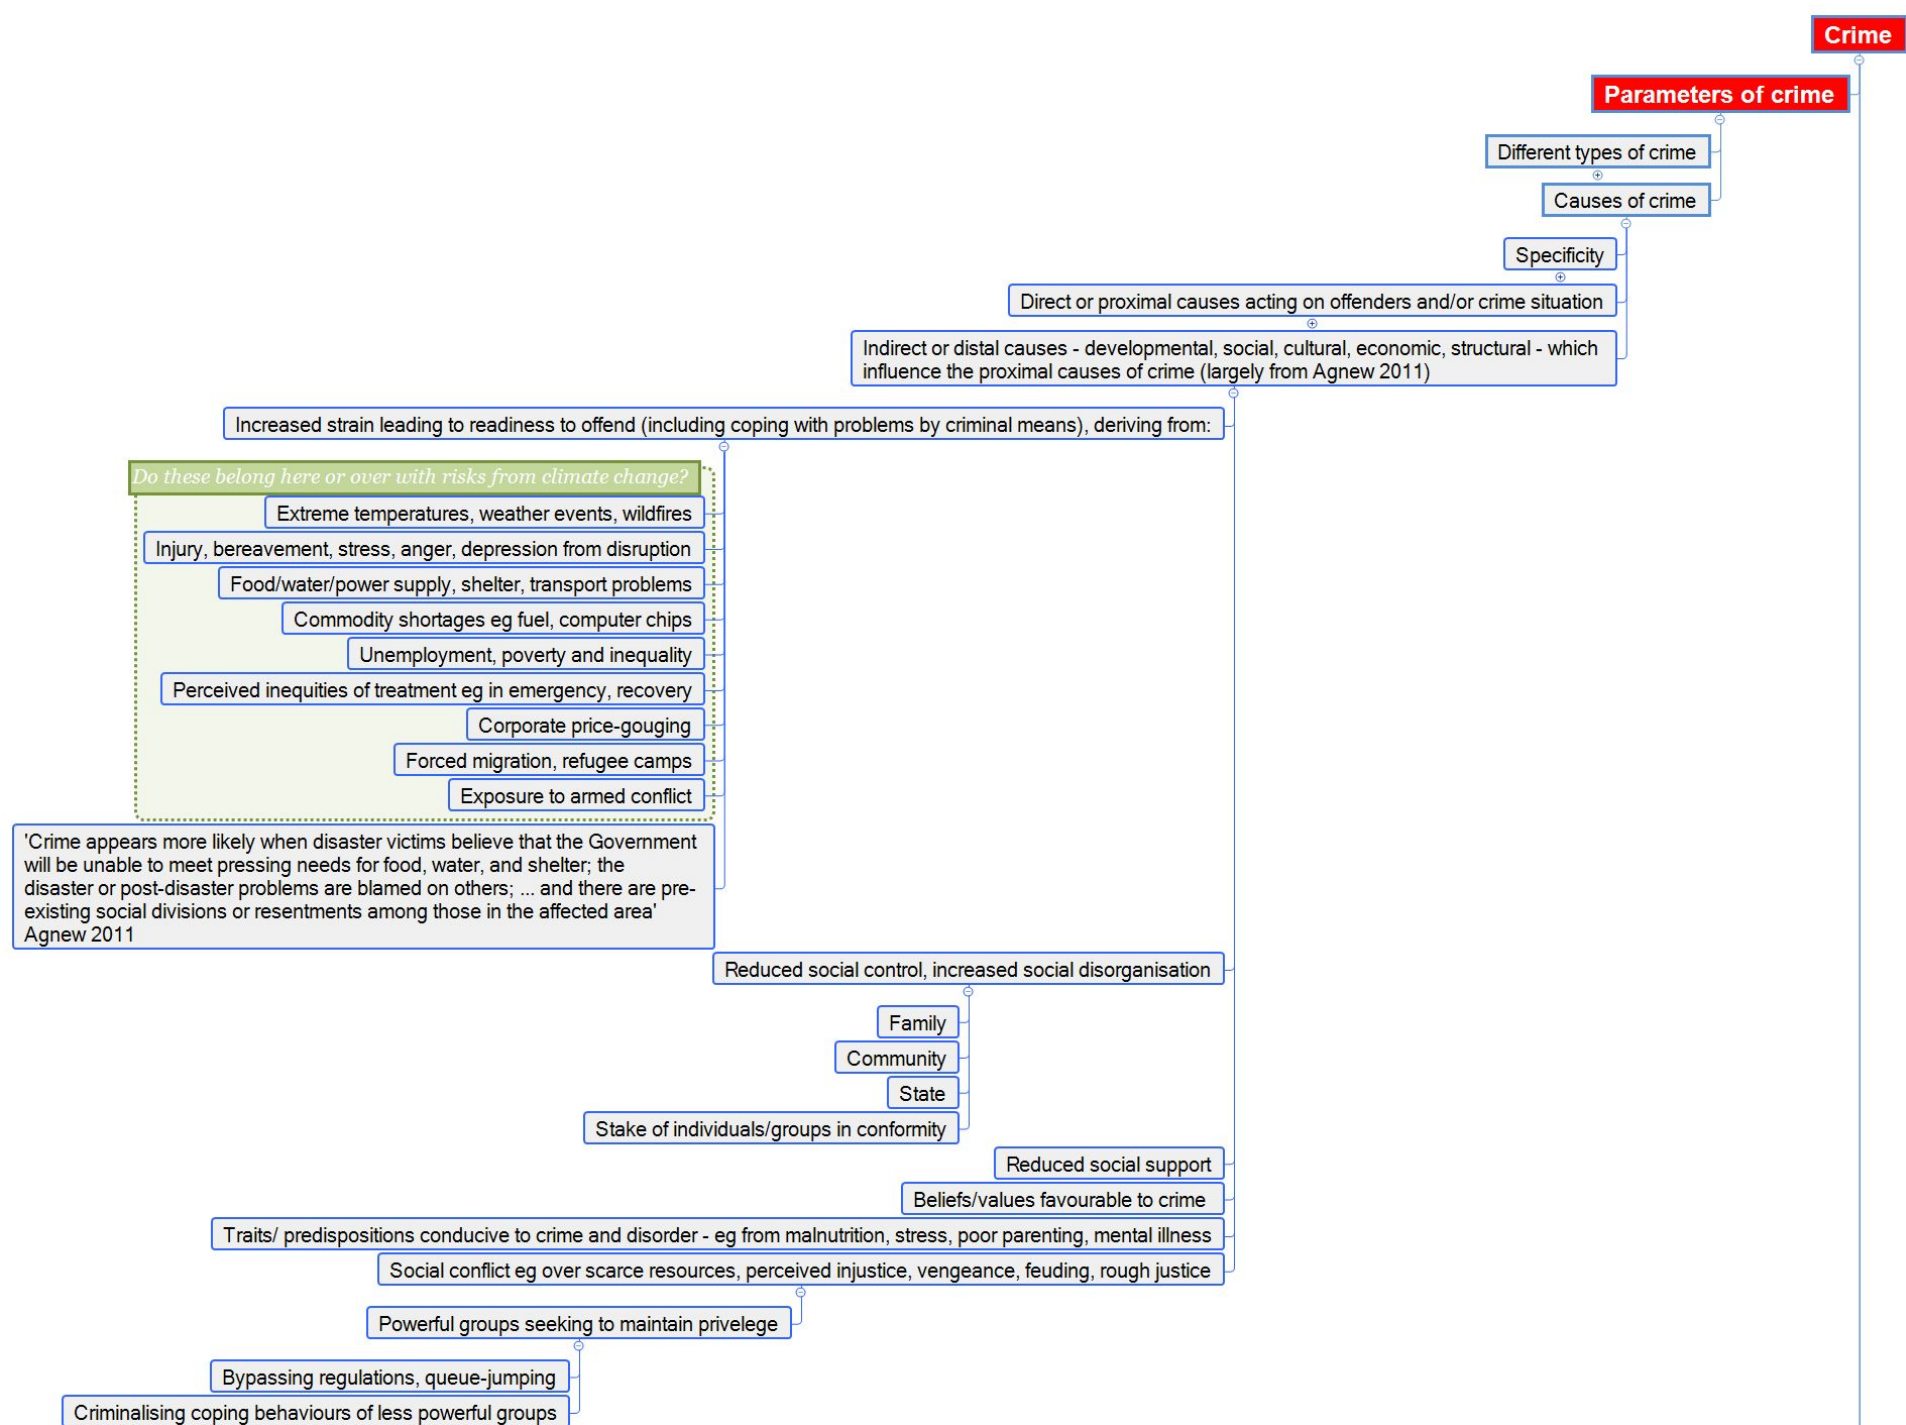 Crime
Parameters of crime
Different types of crime
Causes of crime
Specificity
Direct or proximal causes acting on offenders and/or crime situation
Indirect or distal causes - developmental, social, cultural, economic, structural - which
influence the proximal causes of crime (largely from Agnew 2011)
Increased strain leading to readiness to offend (including coping with problems by criminal means), deriving from:
Do these belong here or over with risks from climate change?
Extreme temperatures, weather events, wildfires
Injury, bereavement, stress, anger, depression from disruption
Food/water/power supply, shelter, transport problems
Commodity shortages eg fuel, computer chips
Unemployment, poverty and inequality
Perceived inequities of treatment eg in emergency, recovery
Corporate price-gouging
Forced migration, refugee camps
Exposure to armed conflict
'Crime appears more likely when disaster victims believe that the Government
will be unable to meet pressing needs for food, water, and shelter; the
disaster or post-disaster problems are blamed on others; ... and there are pre-
existing social divisions or resentments among those in the affected area'
Agnew 2011
Reduced social control, increased social disorganisation
Family
Community
State
Stake of individuals/groups in conformity
Reduced social support
Beliefs/values favourable to crime
Traits/ predispositions conducive to crime and disorder - eg from malnutrition, stress, poor parenting, mental illness
Social conflict eg over scarce resources, perceived injustice, vengeance, feuding, rough justice
Powerful groups seeking to maintain privelege
Bypassing regulations, queue-jumping
Criminalising coping behaviours of less powerful groups